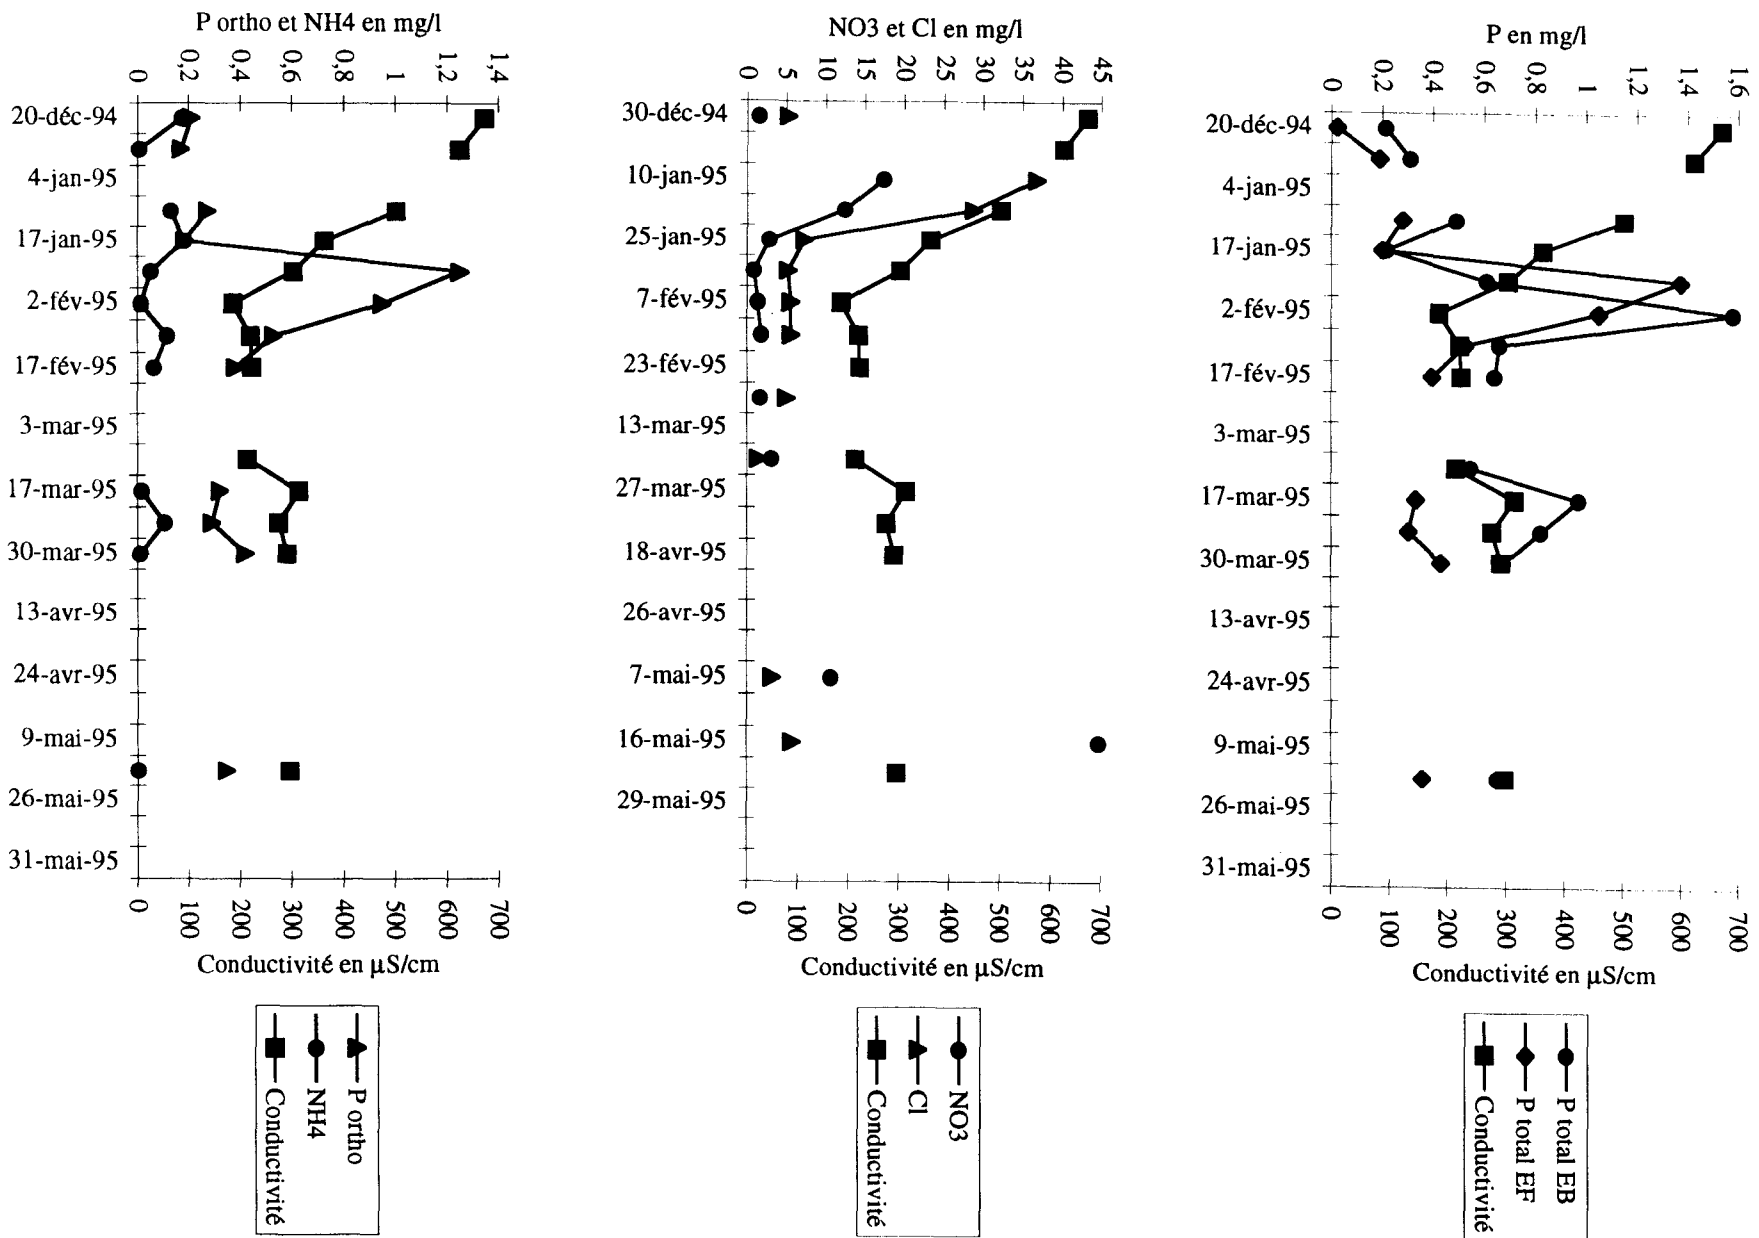 P ortho et NH4 en mg/l
0
0,2
0,4
0,6
0,8
1
1,2
1,4
20-déc-94
4-jan-95
17-jan-95
2-fév-95
17-fév-95
3-mar-95
17-mar-95
30-mar-95
13-avr-95
24-avr-95
9-mai-95
26-mai-95
31-mai-95
0
100
200
300
400
500
600
700
Conductivité en µS/cm
P ortho
NH4
Conductivité
NO3 et Cl en mg/l
0
5
10
15
20
25
30
35
40
45
30-déc-94
10-jan-95
25-jan-95
7-fév-95
23-fév-95
13-mar-95
27-mar-95
18-avr-95
26-avr-95
7-mai-95
16-mai-95
29-mai-95
0
100
200
300
400
500
600
700
Conductivité en µS/cm
NO3
Cl
Conductivité
P en mg/l
0
0,2
0,4
0,6
0,8
1
1,2
1,4
1,6
20-déc-94
4-jan-95
17-jan-95
2-fév-95
17-fév-95
3-mar-95
17-mar-95
30-mar-95
13-avr-95
24-avr-95
9-mai-95
26-mai-95
31-mai-95
0
100
200
300
400
500
600
700
Conductivité en µS/cm
P total EB
P total EF
Conductivité